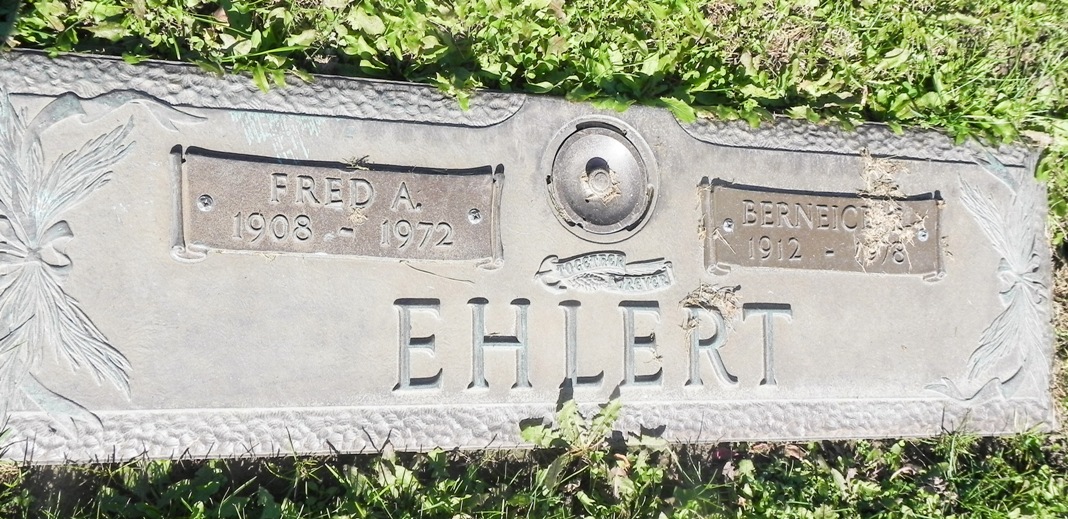 FRED A.
1908 - 1972
BERNEICE
1912 -
TOGETHER
FOREVER
EHLERT